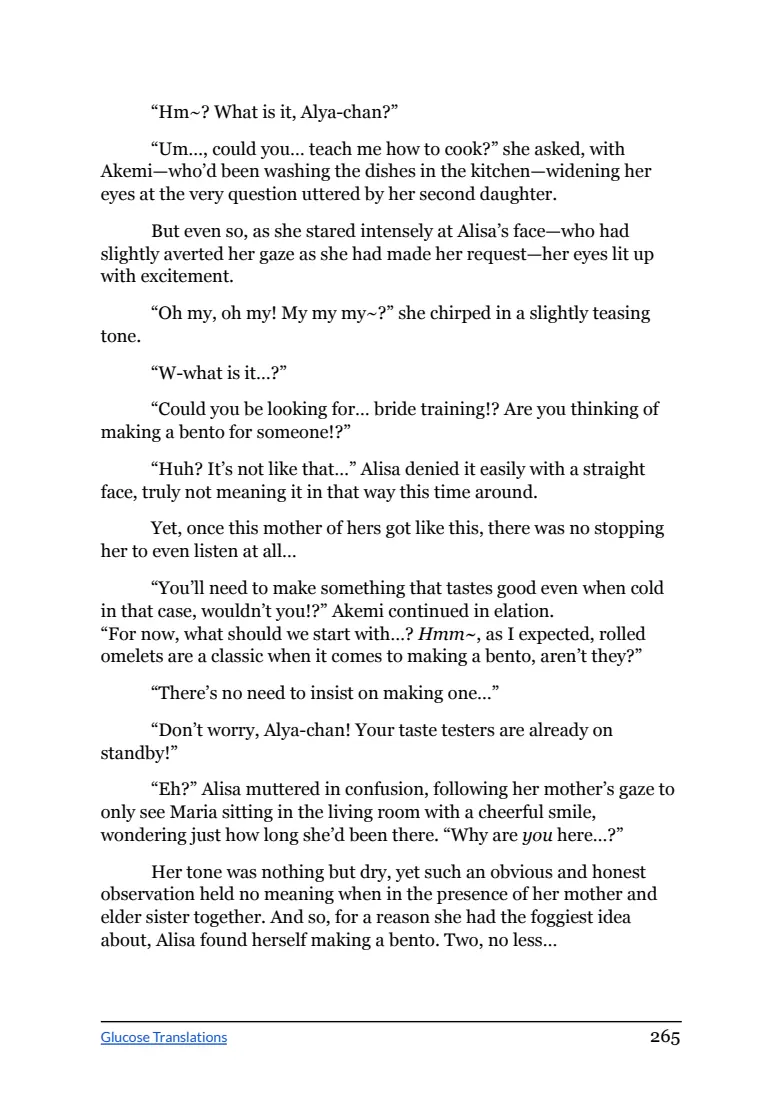 “Hm~? What is it, Alya-chan?”
“Um…, could you… teach me how to cook?” she asked, with
Akemi—who’d been washing the dishes in the kitchen—widening her
eyes at the very question uttered by her second daughter.
But even so, as she stared intensely at Alisa’s face—who had
slightly averted her gaze as she had made her request—her eyes lit up
with excitement.
“Oh my, oh my! My my my~?” she chirped in a slightly teasing
tone.
“W-what is it…?”
“Could you be looking for… bride training!? Are you thinking of
making a bento for someone!?”
“Huh? It’s not like that…” Alisa denied it easily with a straight
face, truly not meaning it in that way this time around.
Yet, once this mother of hers got like this, there was no stopping
her to even listen at all…
“You’ll need to make something that tastes good even when cold
in that case, wouldn’t you!?” Akemi continued in elation.
“For now, what should we start with…? Hmm~, as I expected, rolled
omelets are a classic when it comes to making a bento, aren’t they?”
“There’s no need to insist on making one…”
“Don’t worry, Alya-chan! Your taste testers are already on
standby!”
“Eh?” Alisa muttered in confusion, following her mother’s gaze to
only see Maria sitting in the living room with a cheerful smile,
wondering just how long she’d been there. “Why are you here…?”
Her tone was nothing but dry, yet such an obvious and honest
observation held no meaning when in the presence of her mother and
elder sister together. And so, for a reason she had the foggiest idea
about, Alisa found herself making a bento. Two, no less…
Glucose Translations 265